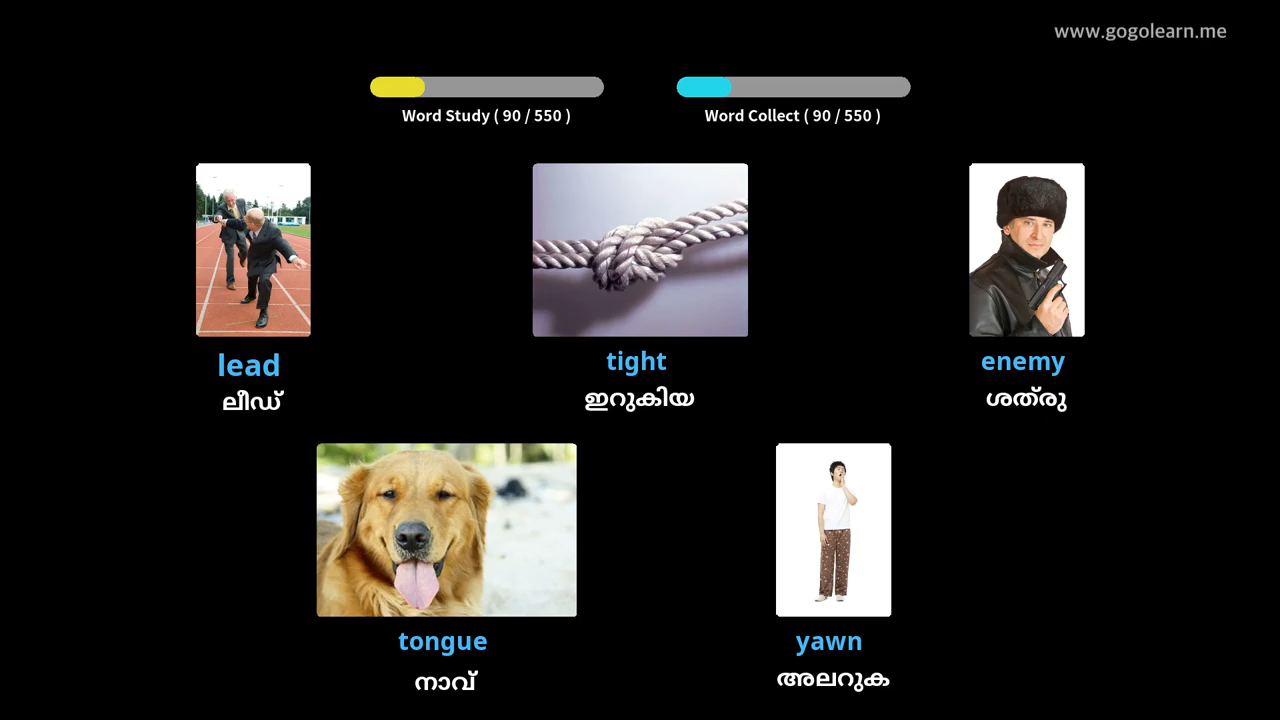 www.gogolearn.me
Word Study ( 90 / 550 )
Word Collect ( 90 / 550 )
lead
ലീഡ്
tight
ഇറുകിയ
enemy
ശത്രു
tongue
നാവ്
yawn
അലറുക